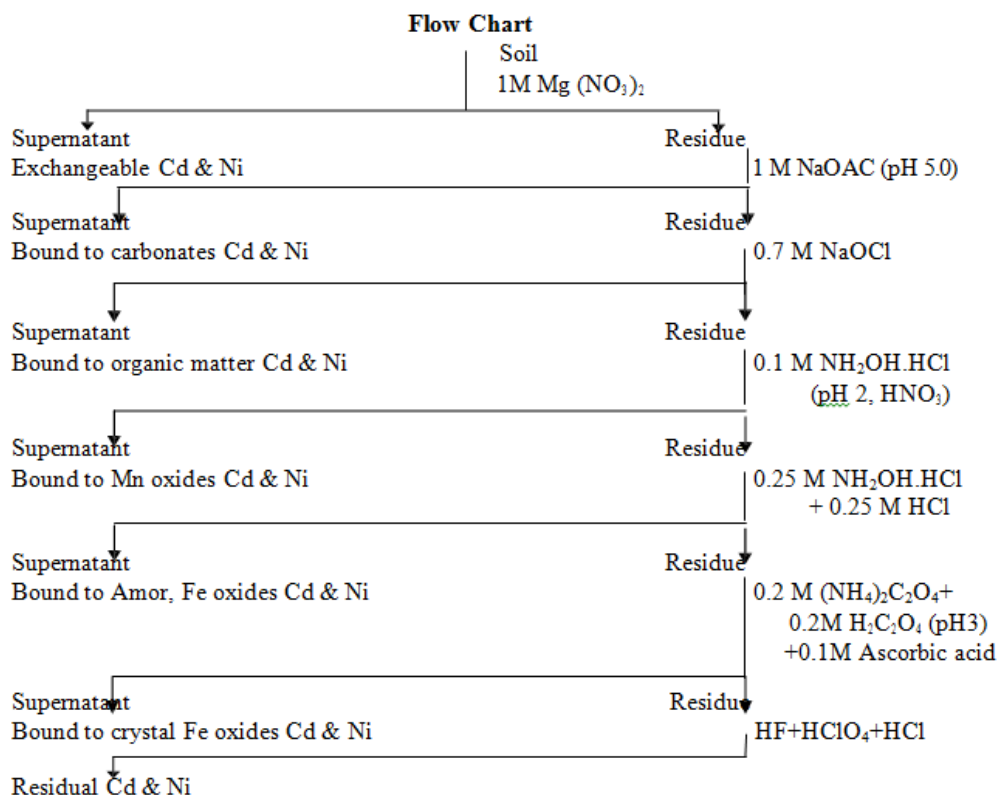 Flow Chart
Soil
1M Mg (NO₃)₂
Supernatant Residue
Exchangeable Cd & Ni 1 M NaOAC (pH 5.0)
Supernatant Residue
Bound to carbonates Cd & Ni 0.7 M NaOCl
Supernatant Residue
Bound to organic matter Cd & Ni 0.1 M NH₂OH.HCl
(pH 2, HNO₃)
Supernatant Residue
Bound to Mn oxides Cd & Ni 0.25 M NH₂OH.HCl
+ 0.25 M HCl
Supernatant Residue
Bound to Amor, Fe oxides Cd & Ni 0.2 M (NH₄)₂C₂O₄+
0.2M H₂C₂O₄ (pH3)
+0.1M Ascorbic acid
Supernatant Residue
Bound to crystal Fe oxides Cd & Ni HF+HClO₄+HCl
Residual Cd & Ni